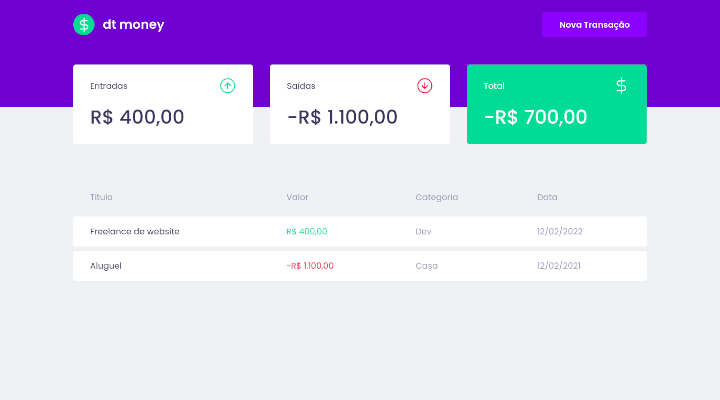 dt money
Nova Transação
Entradas
R$ 400,00
Saídas
-R$ 1.100,00
Total
-R$ 700,00
Título Valor Categoria Data
Freelance de website R$ 400,00 Dev 12/02/2022
Aluguel -R$ 1.100,00 Casa 12/02/2021